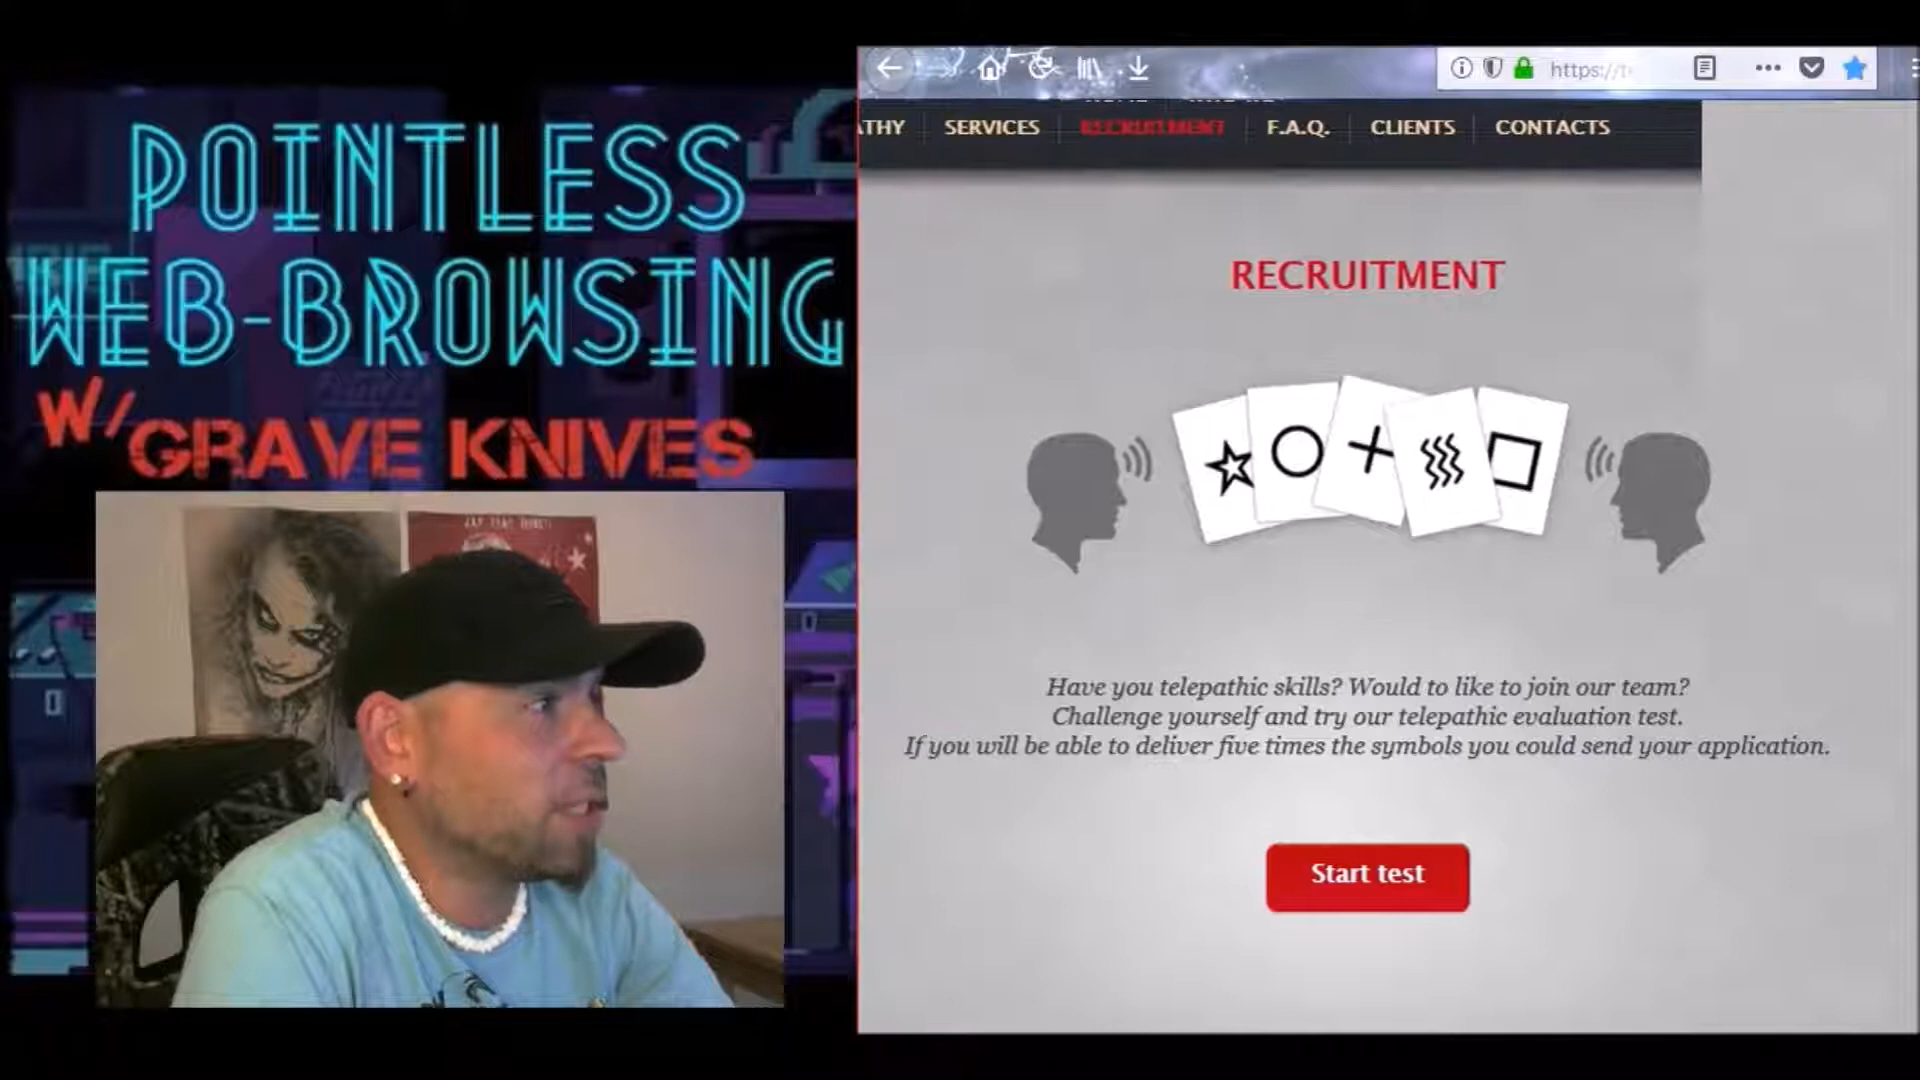 POINTLESS
WEB-BROWSING
W/ GRAVE KNIVES
https://t
THY
SERVICES
RECRUITMENT
F.A.Q.
CLIENTS
CONTACTS
RECRUITMENT
Have you telepathic skills? Would to like to join our team?
Challenge yourself and try our telepathic evaluation test.
If you will be able to deliver five times the symbols you could send your application.
Start test